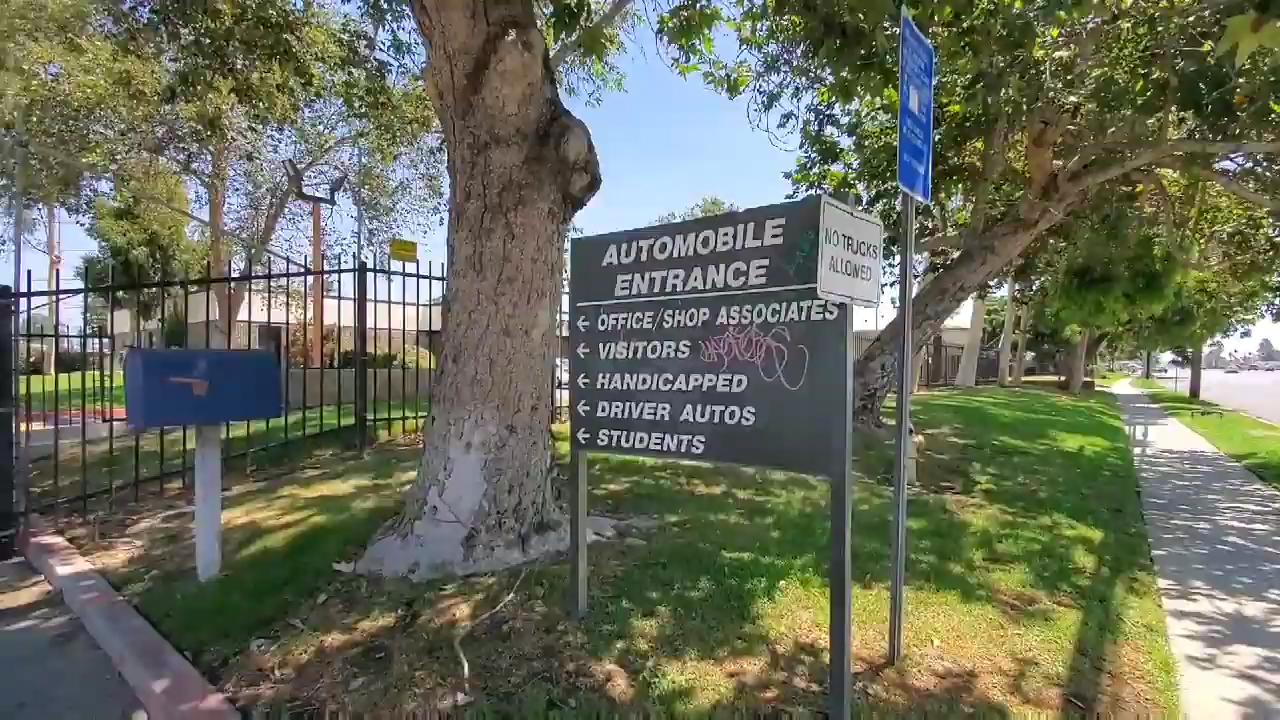 AUTOMOBILE
ENTRANCE
← OFFICE/SHOP ASSOCIATES
← VISITORS
← HANDICAPPED
← DRIVER AUTOS
← STUDENTS
NO TRUCKS
ALLOWED